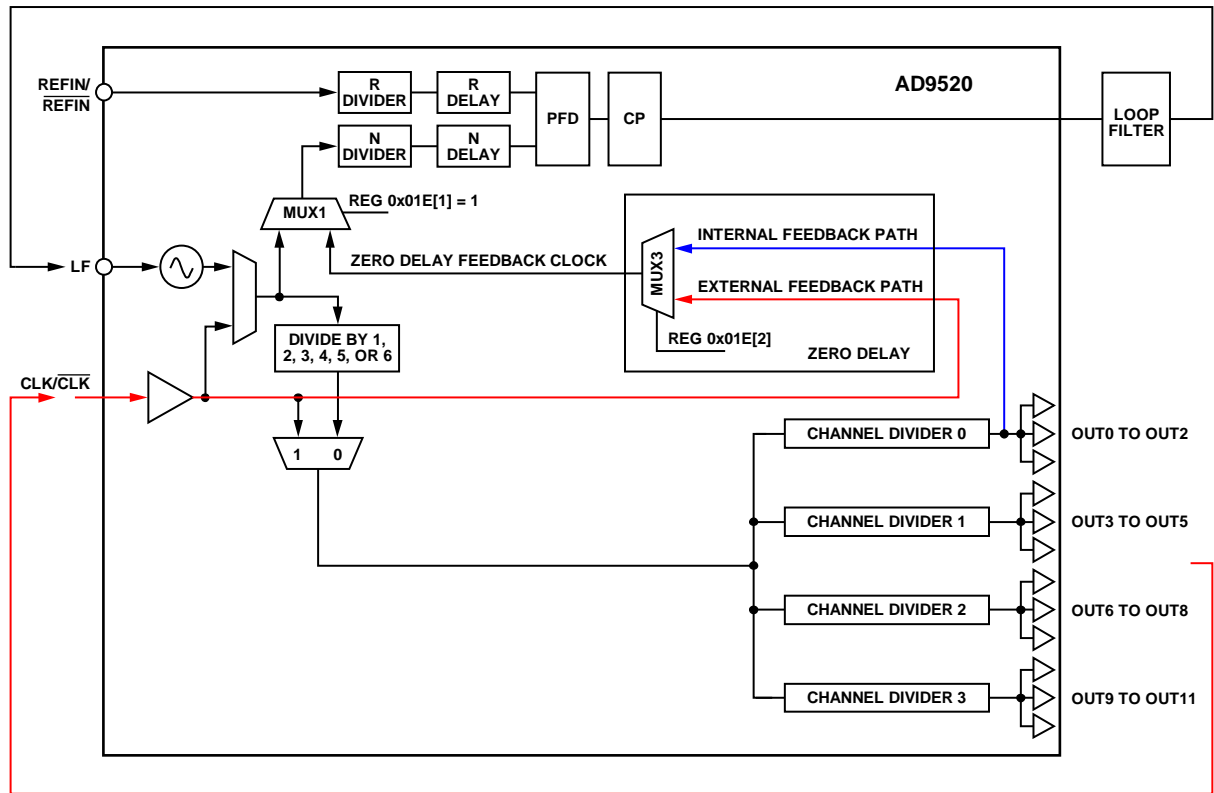 AD9520
REFIN/
REFIN
R
DIVIDER
R
DELAY
N
DIVIDER
N
DELAY
PFD
CP
LOOP
FILTER
REG 0x01E[1] = 1
MUX1
LF
ZERO DELAY FEEDBACK CLOCK
MUX3
INTERNAL FEEDBACK PATH
EXTERNAL FEEDBACK PATH
REG 0x01E[2]
ZERO DELAY
DIVIDE BY 1,
2, 3, 4, 5, OR 6
CLK/CLK
1 0
CHANNEL DIVIDER 0
OUT0 TO OUT2
CHANNEL DIVIDER 1
OUT3 TO OUT5
CHANNEL DIVIDER 2
OUT6 TO OUT8
CHANNEL DIVIDER 3
OUT9 TO OUT11